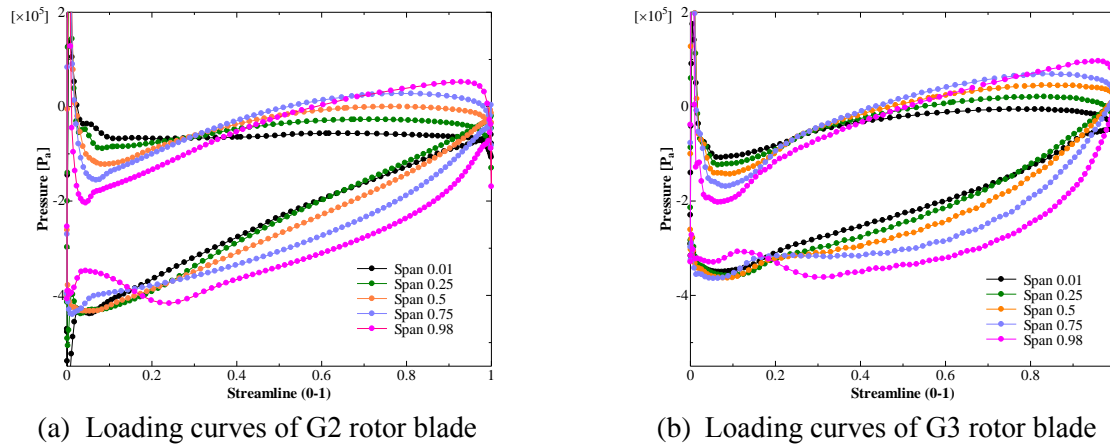 [×10⁵]
(a)
2
0
-2
-4
Pressure [Pₐ]
Span 0.01
Span 0.25
Span 0.5
Span 0.75
Span 0.98
0
0.2
0.4
0.6
0.8
1
Streamline (0-1)
(a) Loading curves of G2 rotor blade
[×10⁵]
(b)
2
0
-2
-4
Pressure [Pₐ]
Span 0.01
Span 0.25
Span 0.5
Span 0.75
Span 0.98
0
0.2
0.4
0.6
0.8
Streamline (0-1)
(b) Loading curves of G3 rotor blade